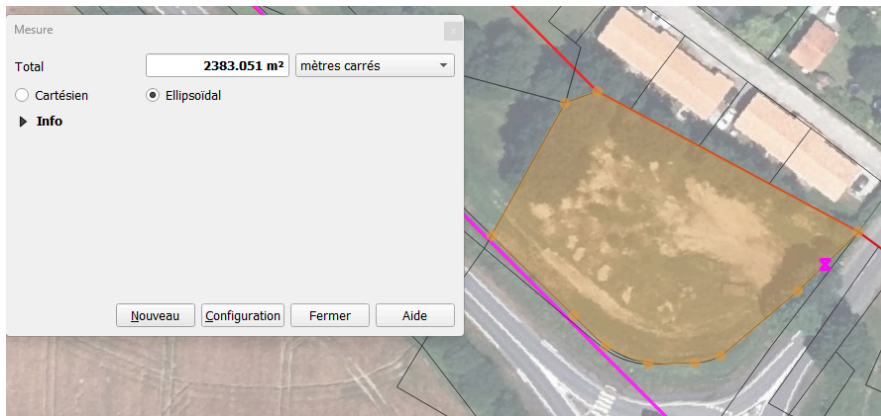 Mesure
Total 2383.051 m² mètres carrés
Cartésien Ellipsoïdal
Info
Nouveau Configuration Fermer Aide